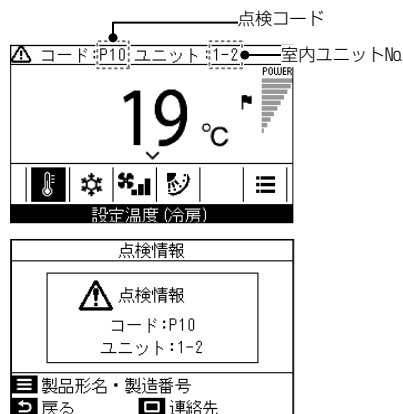 点検コード
コード:P10 ユニット:1-2
室内ユニットNo.
POWER
19 ℃
設定温度(冷房)
点検情報
点検情報
コード:P10
ユニット:1-2
製品形名・製造番号
戻る 連絡先